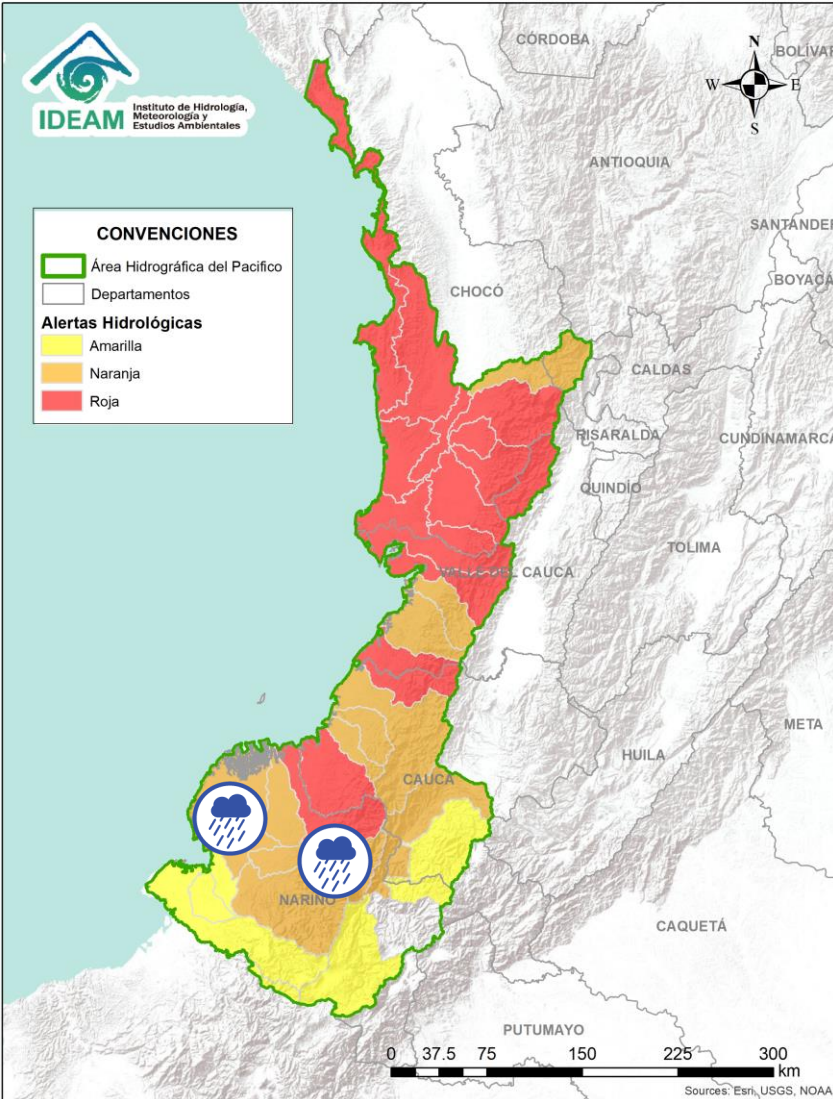 CÓRDOBA
BOLÍVAR
N
W E
S
IDEAM
Instituto de Hidrología,
Meteorología y
Estudios Ambientales
ANTIOQUIA
SANTANDER
CONVENCIONES
Área Hidrográfica del Pacifico
Departamentos
Alertas Hidrológicas
Amarilla
Naranja
Roja
BOYACÁ
CHOCÓ
CALDAS
RISARALDA
CUNDINAMARCA
QUINDÍO
TOLIMA
VALLE DEL CAUCA
META
HUILA
CAUCA
NARIÑO
CAQUETÁ
PUTUMAYO
0 37.5 75 150 225 300
km
Sources: Esri, USGS, NOAA